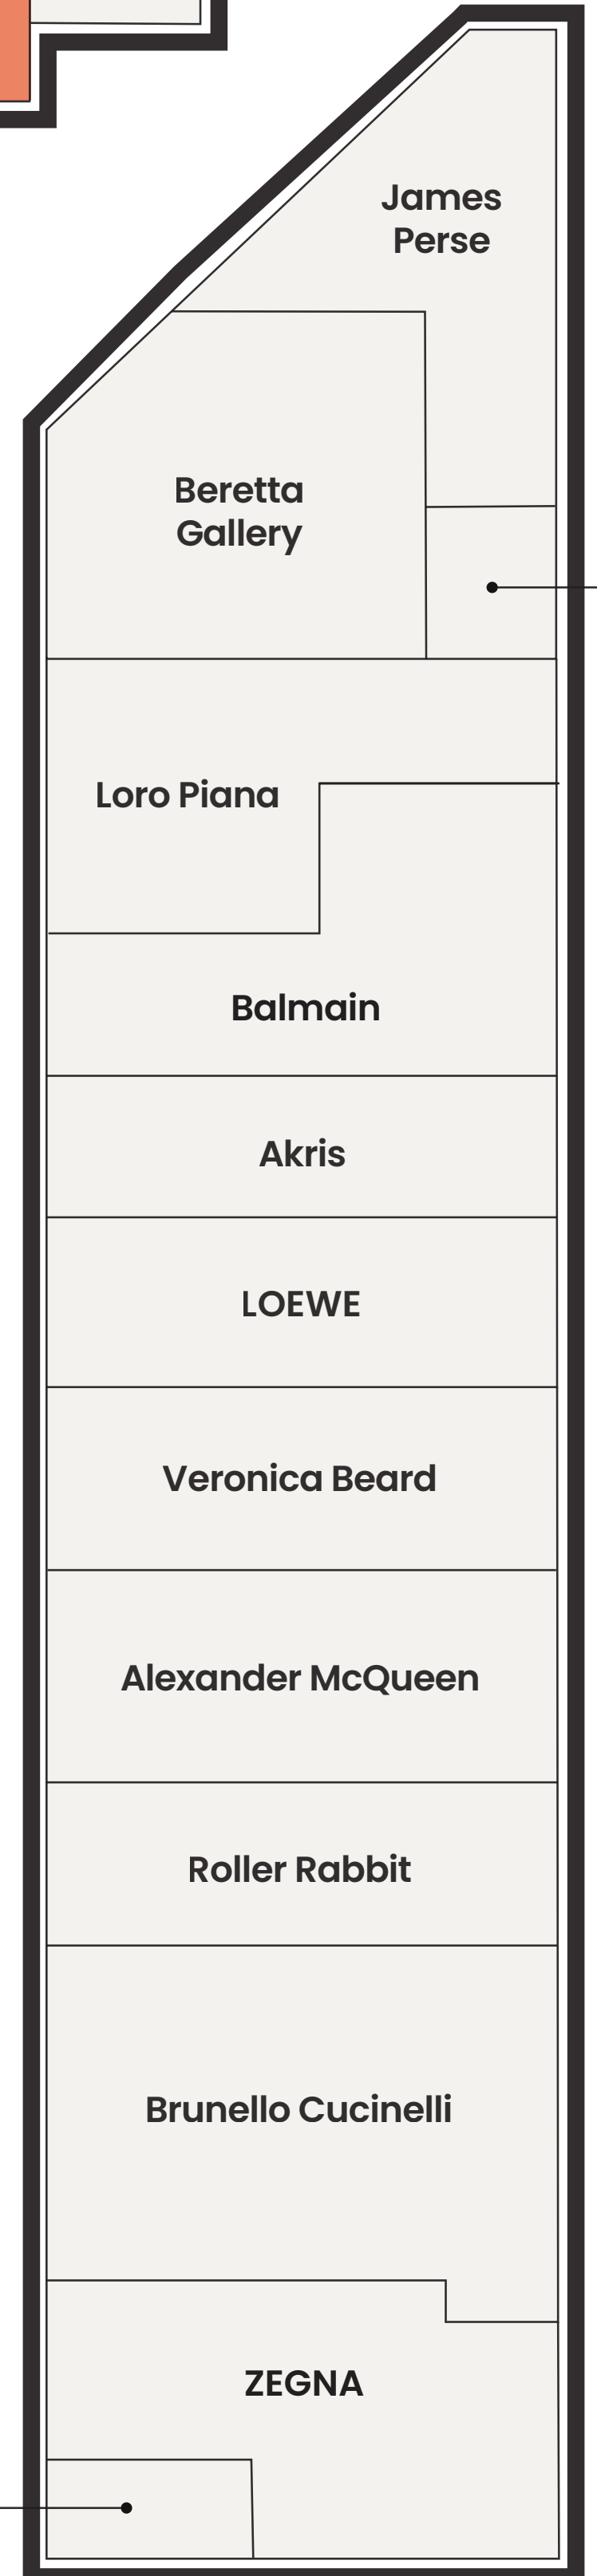 James
Perse
Beretta
Gallery
Loro Piana
Balmain
Akris
LOEWE
Veronica Beard
Alexander McQueen
Roller Rabbit
Brunello Cucinelli
ZEGNA